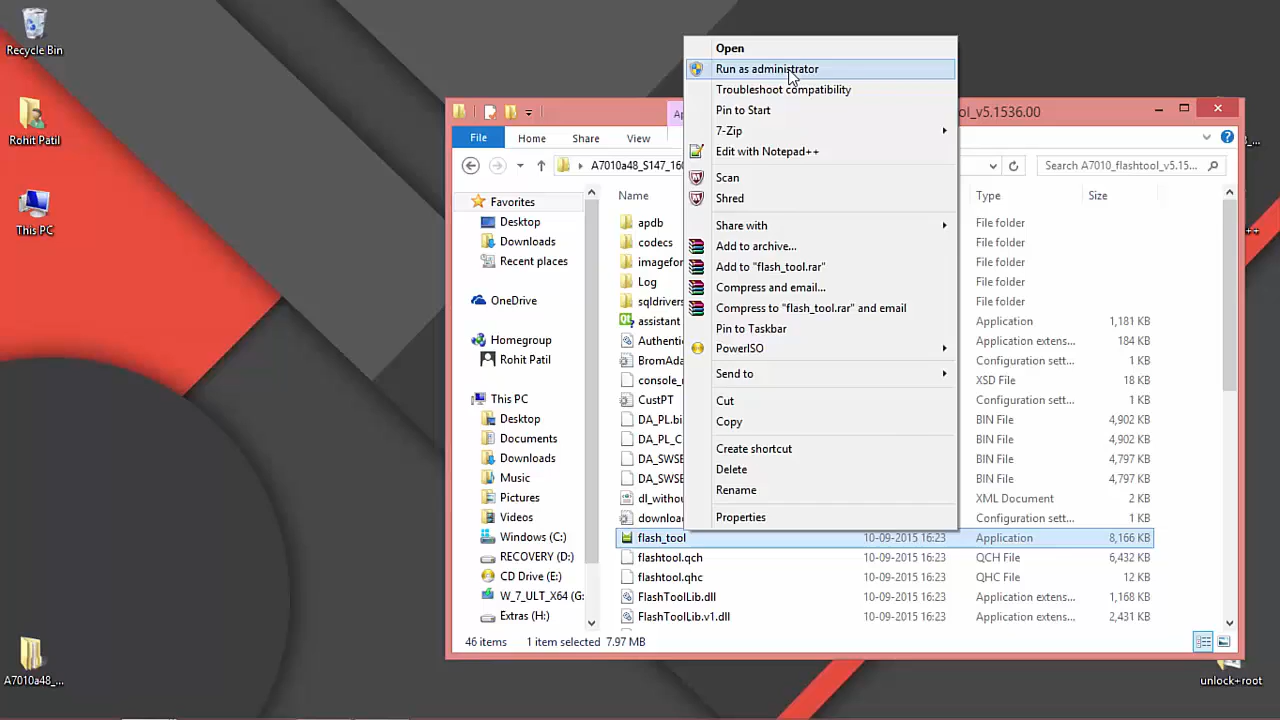 Recycle Bin
Rohit Patil
This PC
A7010a48_...
unlock+root
ol_v5.1536.00
File
Home
Share
View
A7010a48_S147_160
Search A7010_flashtool_v5.15...
Open
Run as administrator
Troubleshoot compatibility
Pin to Start
7-Zip
Edit with Notepad++
Scan
Shred
Share with
Add to archive...
Add to "flash_tool.rar"
Compress and email...
Compress to "flash_tool.rar" and email
Pin to Taskbar
PowerISO
Send to
Cut
Copy
Create shortcut
Delete
Rename
Properties
Favorites
Desktop
Downloads
Recent places
OneDrive
Homegroup
Rohit Patil
This PC
Desktop
Documents
Downloads
Music
Pictures
Videos
Windows (C:)
RECOVERY (D:)
CD Drive (E:)
W_7_ULT_X64 (G:
Extras (H:)
Name Type Size
apdb File folder
codecs File folder
imagefor File folder
Log File folder
sqldrivers File folder
assistant Application 1,181 KB
Authentic Application extens... 184 KB
BromAda Configuration sett... 1 KB
console_ XSD File 18 KB
CustPT Configuration sett... 1 KB
DA_PL.bi BIN File 4,902 KB
DA_PL_C BIN File 4,902 KB
DA_SWSE BIN File 4,797 KB
DA_SWSE BIN File 4,797 KB
dl_withou XML Document 2 KB
download Configuration sett... 1 KB
flash_tool 10-09-2015 16:23 Application 8,166 KB
flashtool.qch 10-09-2015 16:23 QCH File 6,432 KB
flashtool.qhc 10-09-2015 16:23 QHC File 12 KB
FlashToolLib.dll 10-09-2015 16:23 Application extens... 1,168 KB
FlashToolLib.v1.dll 10-09-2015 16:23 Application extens... 2,431 KB
46 items 1 item selected 7.97 MB